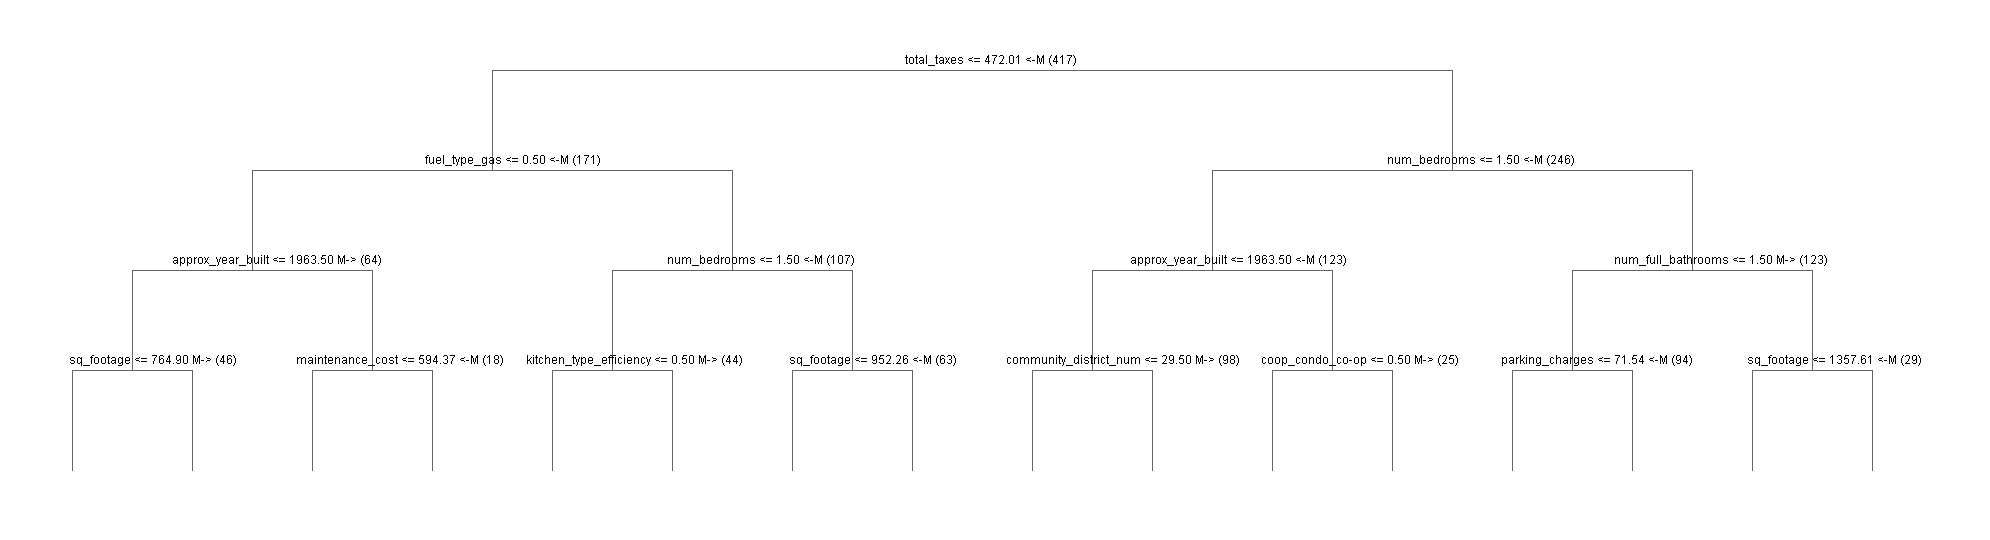 total_taxes <= 472.01 <-M (417)
fuel_type_gas <= 0.50 <-M (171)
num_bedrooms <= 1.50 <-M (246)
approx_year_built <= 1963.50 M-> (64)
num_bedrooms <= 1.50 <-M (107)
approx_year_built <= 1963.50 <-M (123)
num_full_bathrooms <= 1.50 M-> (123)
sq_footage <= 764.90 M-> (46)
maintenance_cost <= 594.37 <-M (18)
kitchen_type_efficiency <= 0.50 M-> (44)
sq_footage <= 952.26 <-M (63)
community_district_num <= 29.50 M-> (98)
coop_condo_co-op <= 0.50 M-> (25)
parking_charges <= 71.54 <-M (94)
sq_footage <= 1357.61 <-M (29)